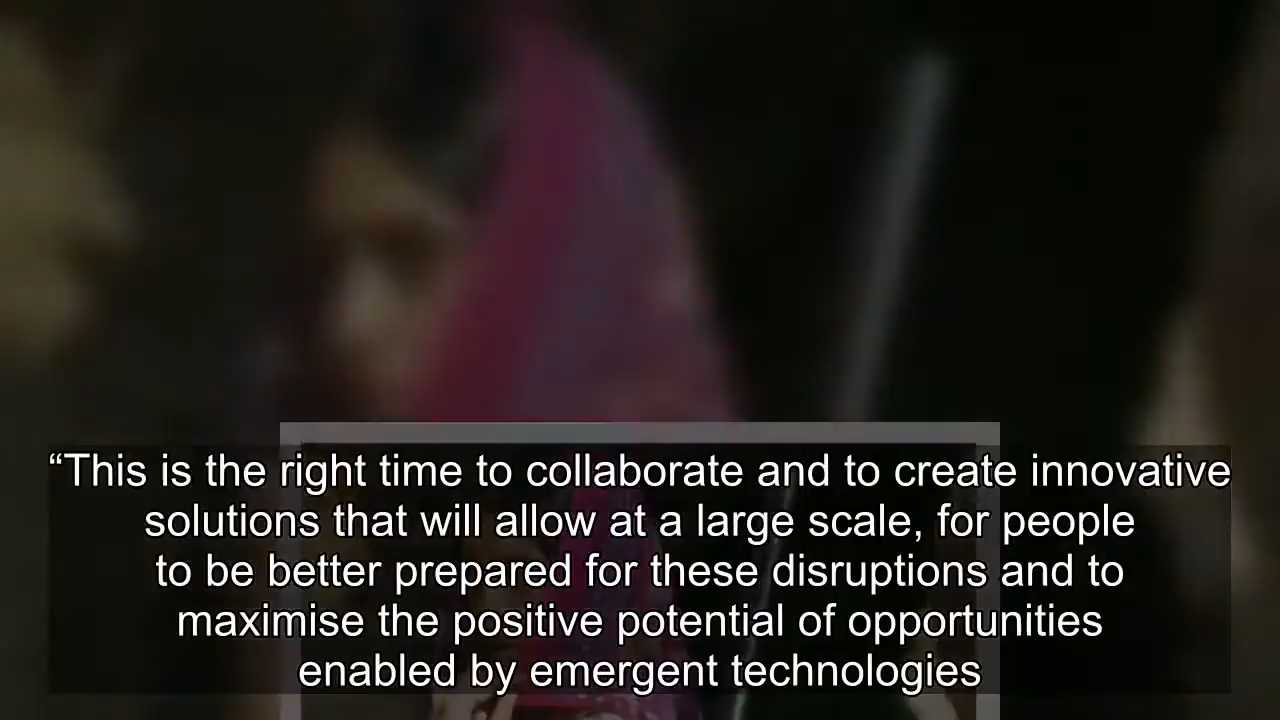 “This is the right time to collaborate and to create innovative
solutions that will allow at a large scale, for people
to be better prepared for these disruptions and to
maximise the positive potential of opportunities
enabled by emergent technologies